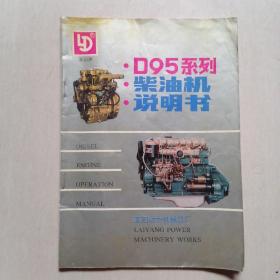 LD
D95系列
柴油机
说明书
DIESEL
ENGINE
OPERATION
MANUAL
LAIYANG POWER
MACHINERY WORKS